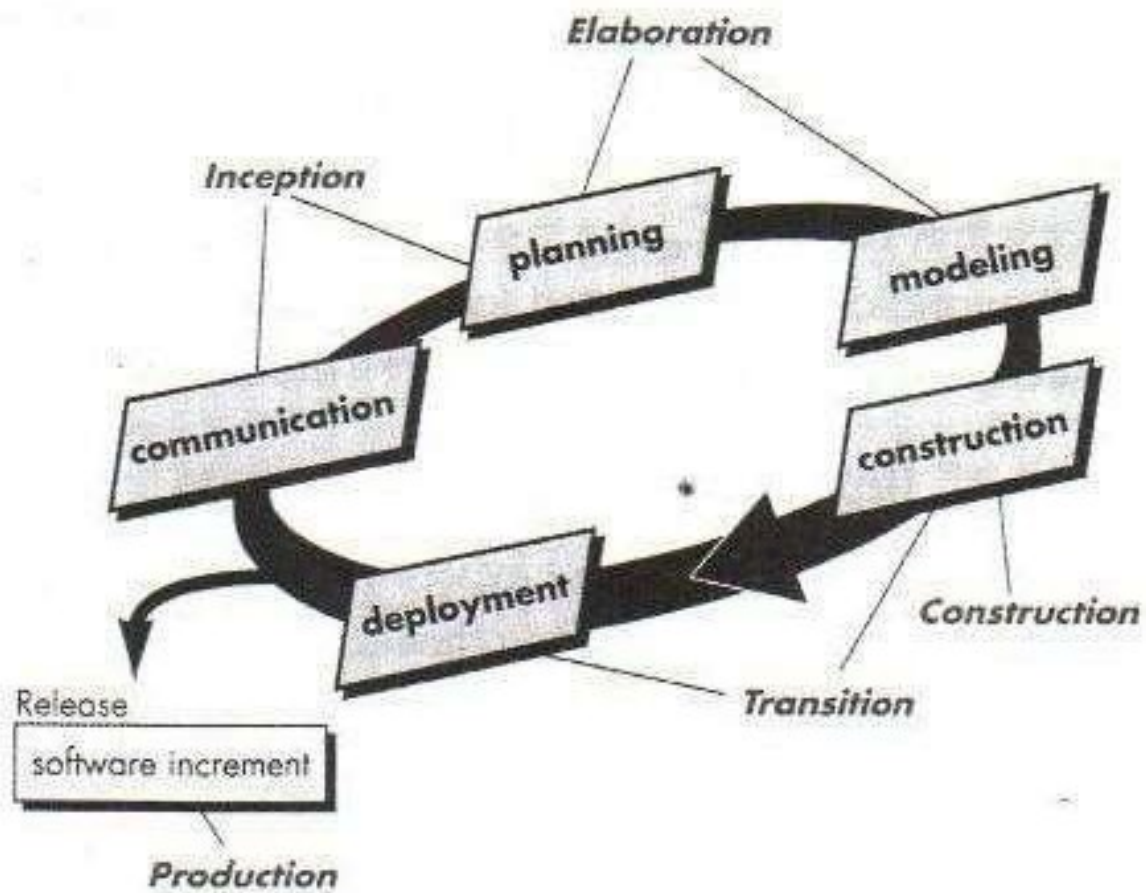 Elaboration
Inception
planning
modeling
communication
construction
deployment
Construction
Transition
Release
software increment
Production